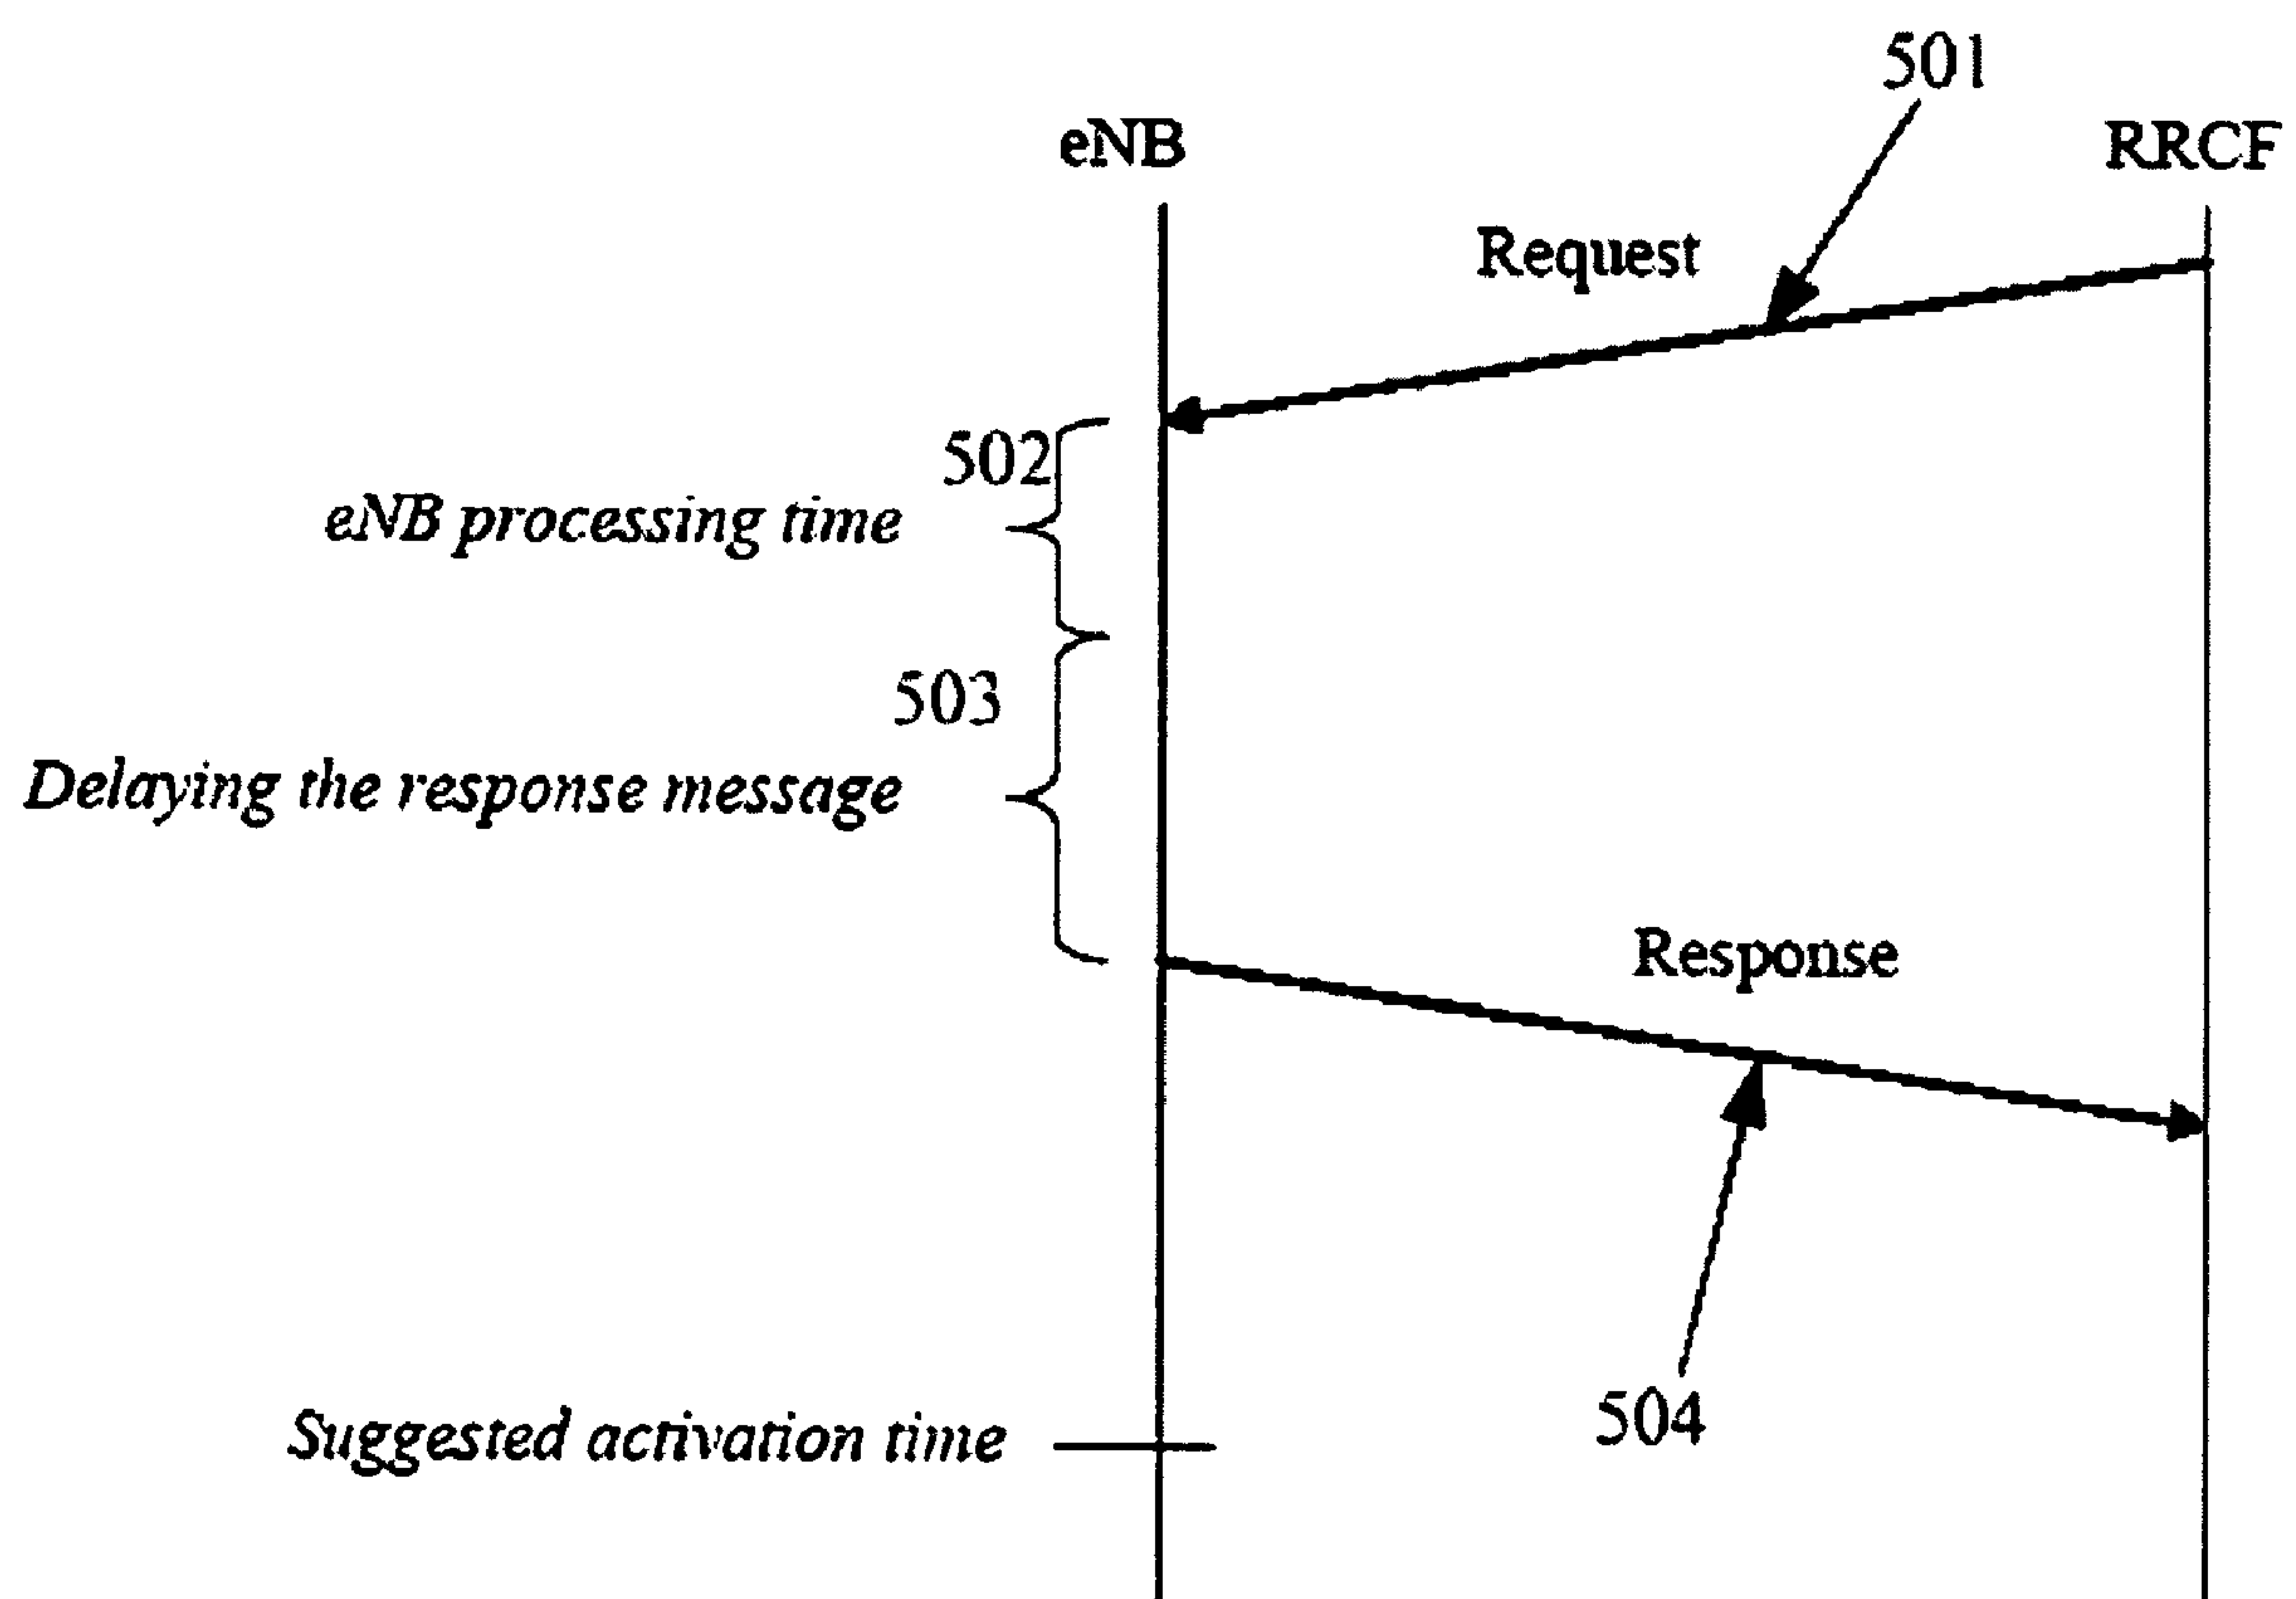 501
eNB
RRCF
Request
502
eNB processing time
503
Delaying the response message
Response
504
Suggested activation time